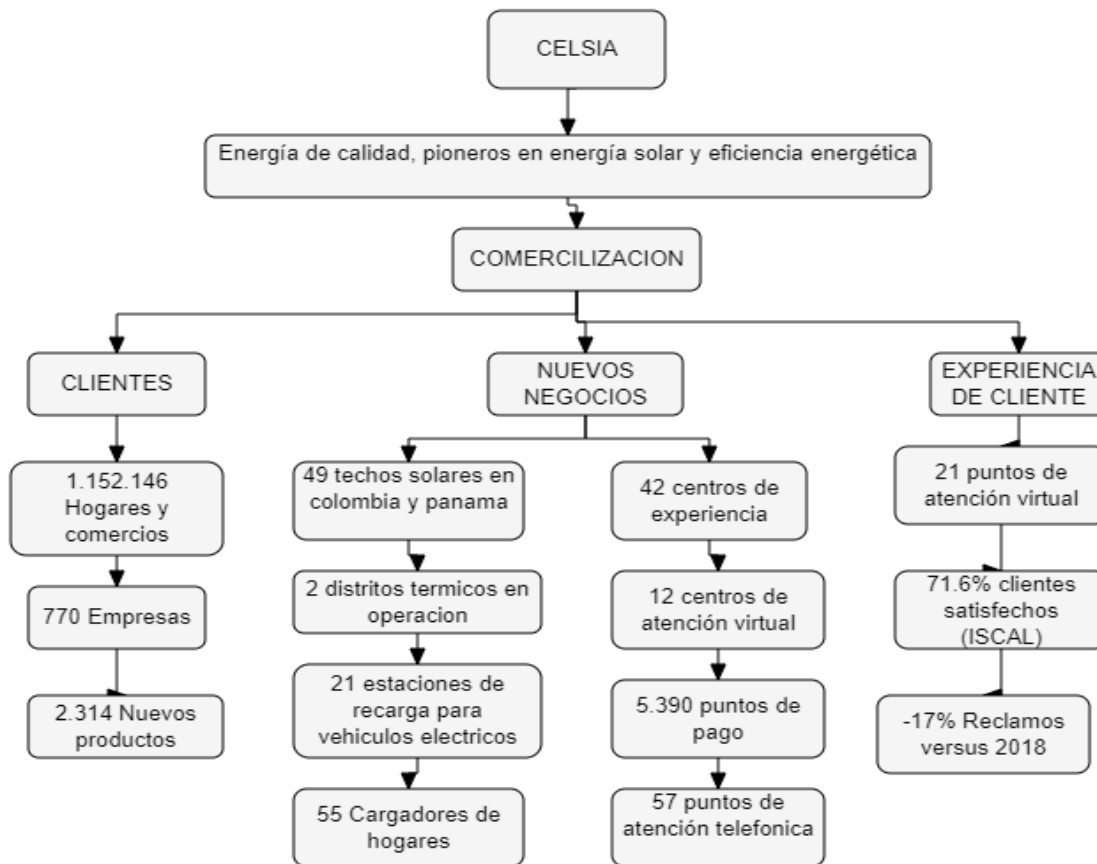 CELSIA
Energía de calidad, pioneros en energía solar y eficiencia energética
COMERCILIZACION
CLIENTES
1.152.146
Hogares y
comercios
770 Empresas
2.314 Nuevos
productos
NUEVOS
NEGOCIOS
49 techos solares en
colombia y panama
2 distritos termicos en
operacion
21 estaciones de
recarga para
vehiculos electricos
55 Cargadores de
hogares
42 centros de
experiencia
12 centros de
atención virtual
5.390 puntos de
pago
57 puntos de
atención telefonica
EXPERIENCIA
DE CLIENTE
21 puntos de
atención virtual
71.6% clientes
satisfechos
(ISCAL)
-17% Reclamos
versus 2018